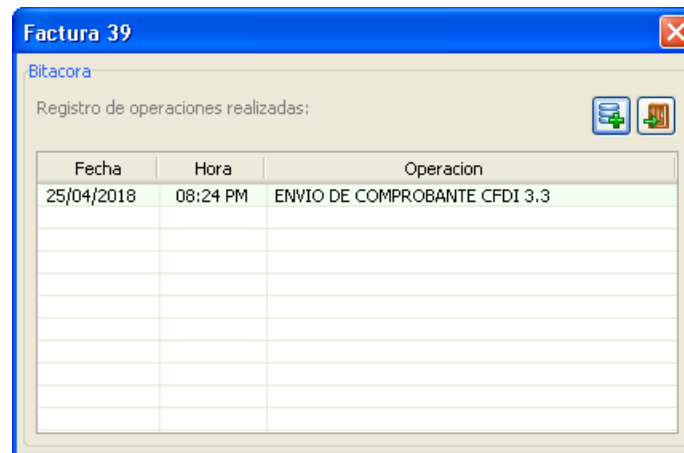 Factura 39
Bitacora
Registro de operaciones realizadas:
Fecha Hora Operacion
25/04/2018 08:24 PM ENVIO DE COMPROBANTE CFDI 3.3